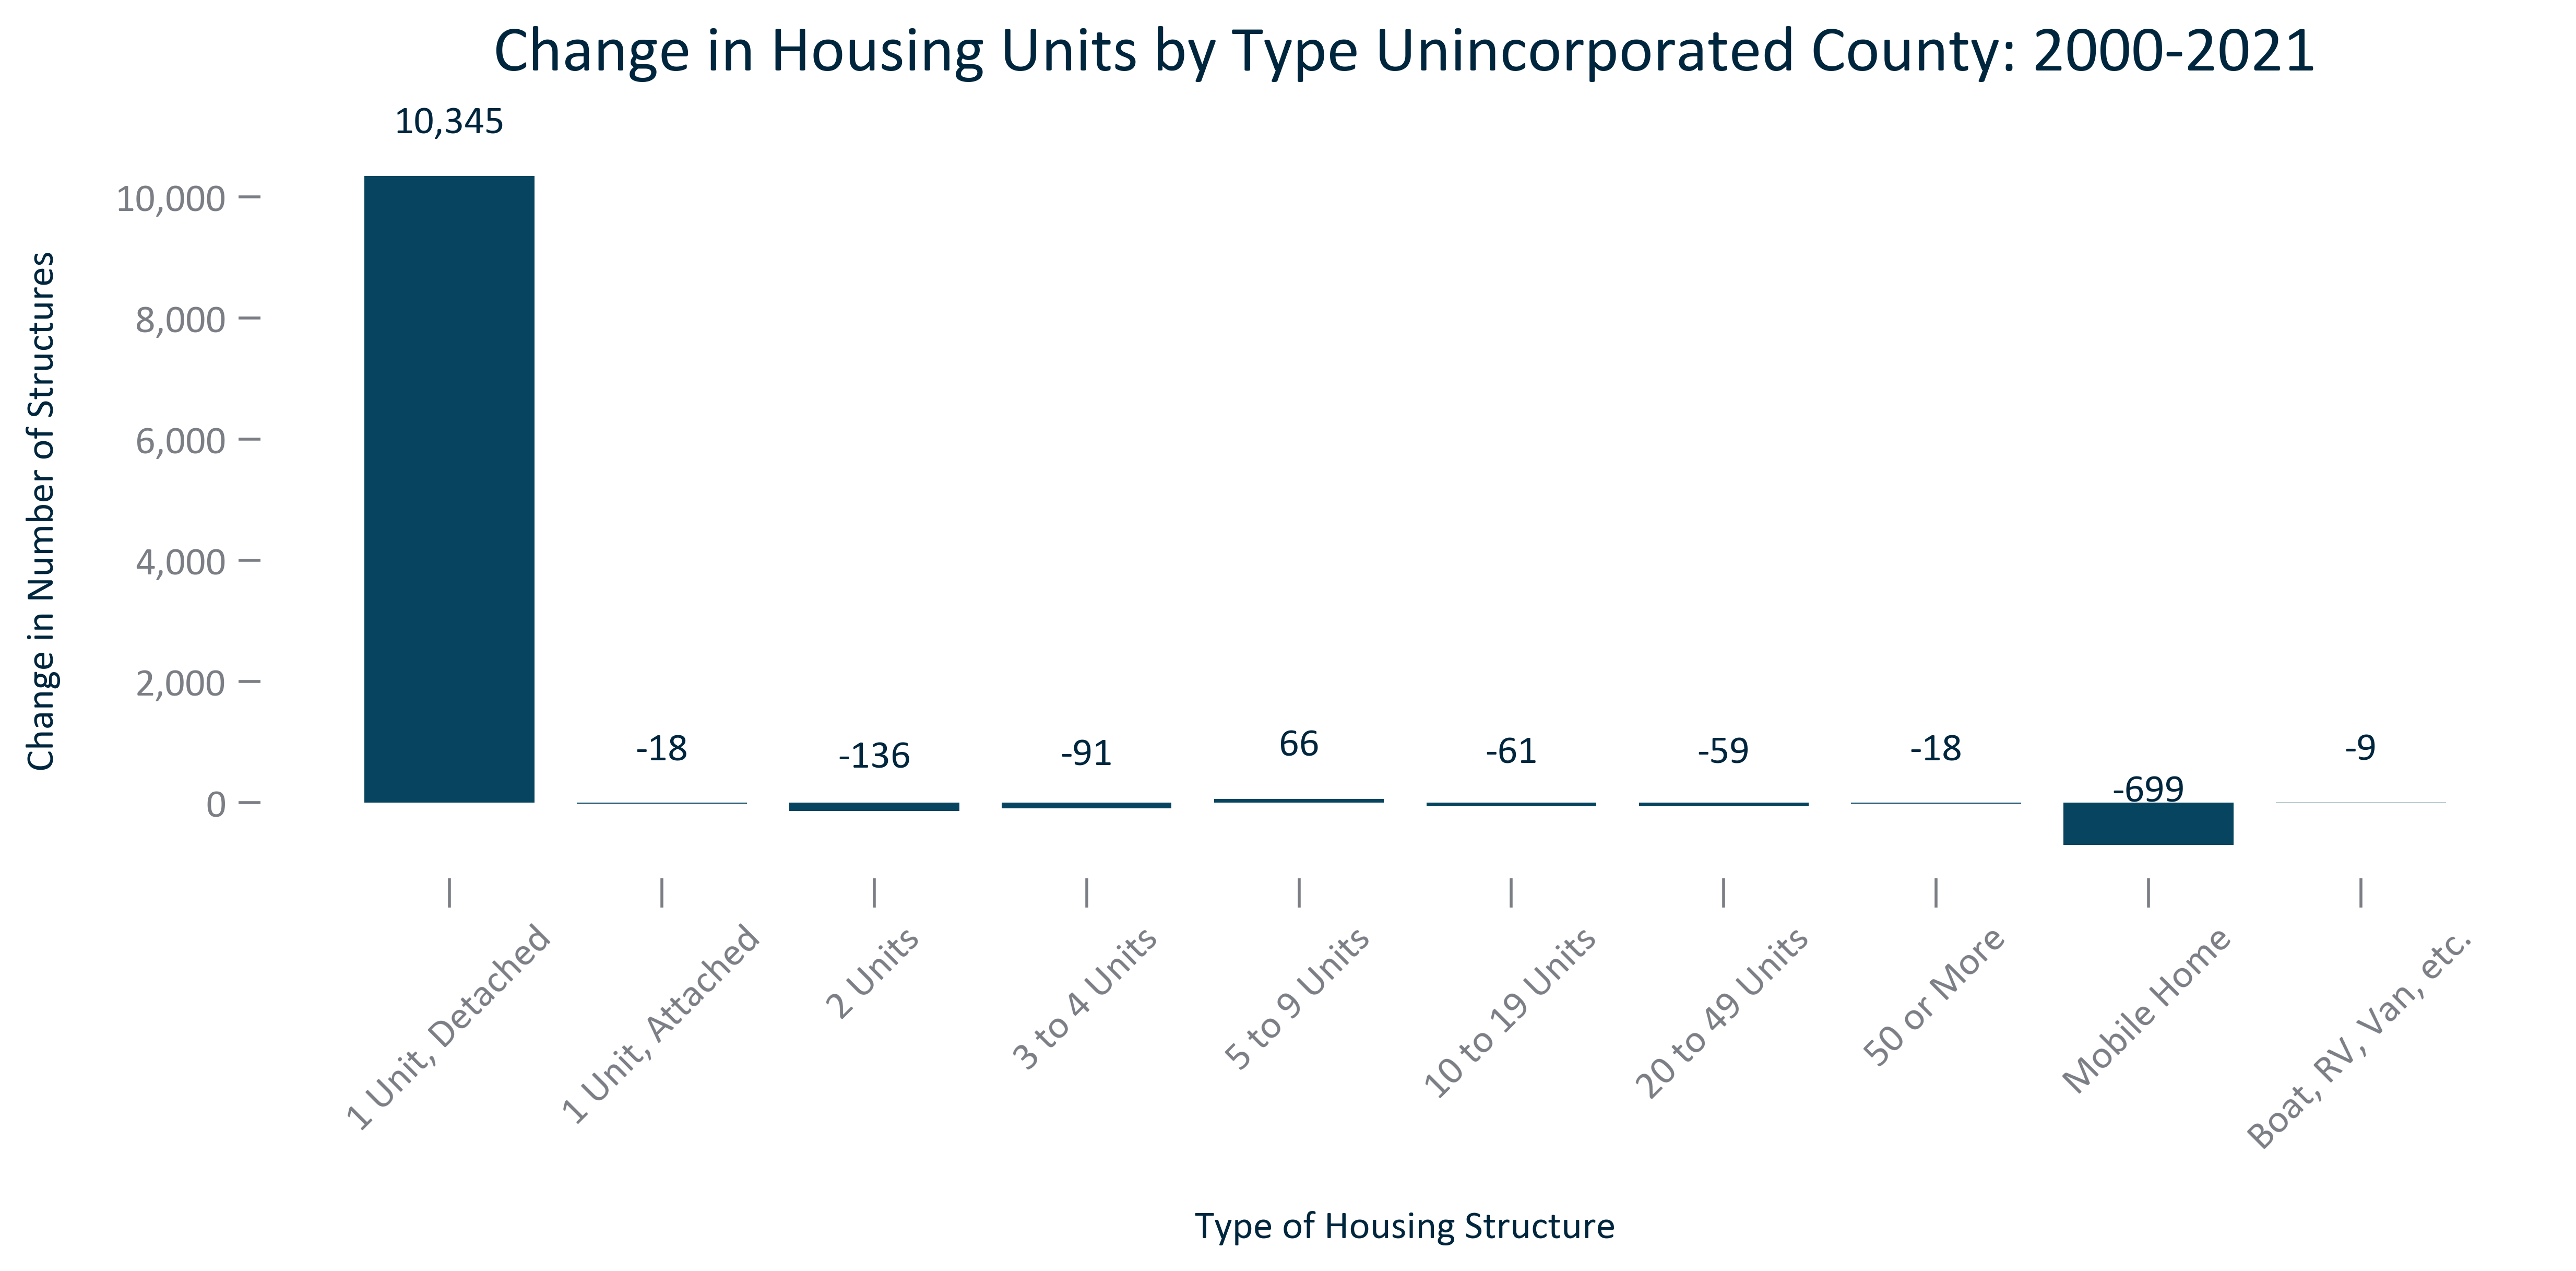 Change in Housing Units by Type Unincorporated County: 2000-2021
10,345
10,000
8,000
6,000
4,000
2,000
0
Change in Number of Structures
-18
-136
-91
66
-61
-59
-18
-699
-9
1 Unit, Detached
1 Unit, Attached
2 Units
3 to 4 Units
5 to 9 Units
10 to 19 Units
20 to 49 Units
50 or More
Mobile Home
Boat, RV, Van, etc.
Type of Housing Structure